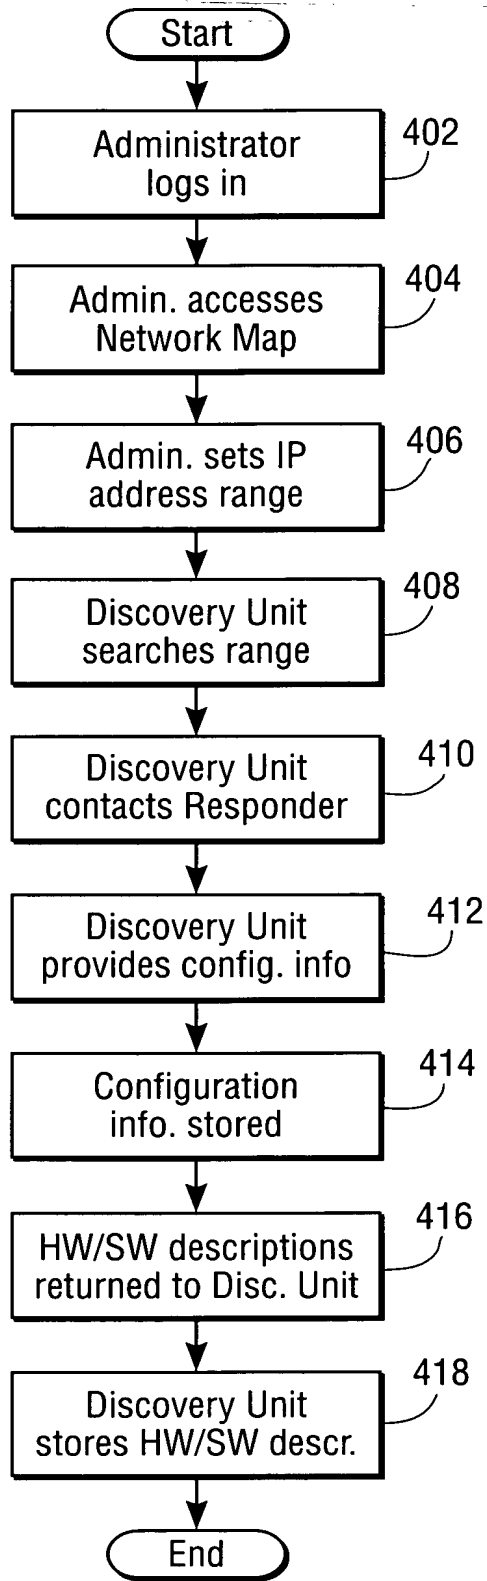 Start
Administrator
logs in
402
Admin. accesses
Network Map
404
Admin. sets IP
address range
406
Discovery Unit
searches range
408
Discovery Unit
contacts Responder
410
Discovery Unit
provides config. info
412
Configuration
info. stored
414
HW/SW descriptions
returned to Disc. Unit
416
Discovery Unit
stores HW/SW descr.
418
End